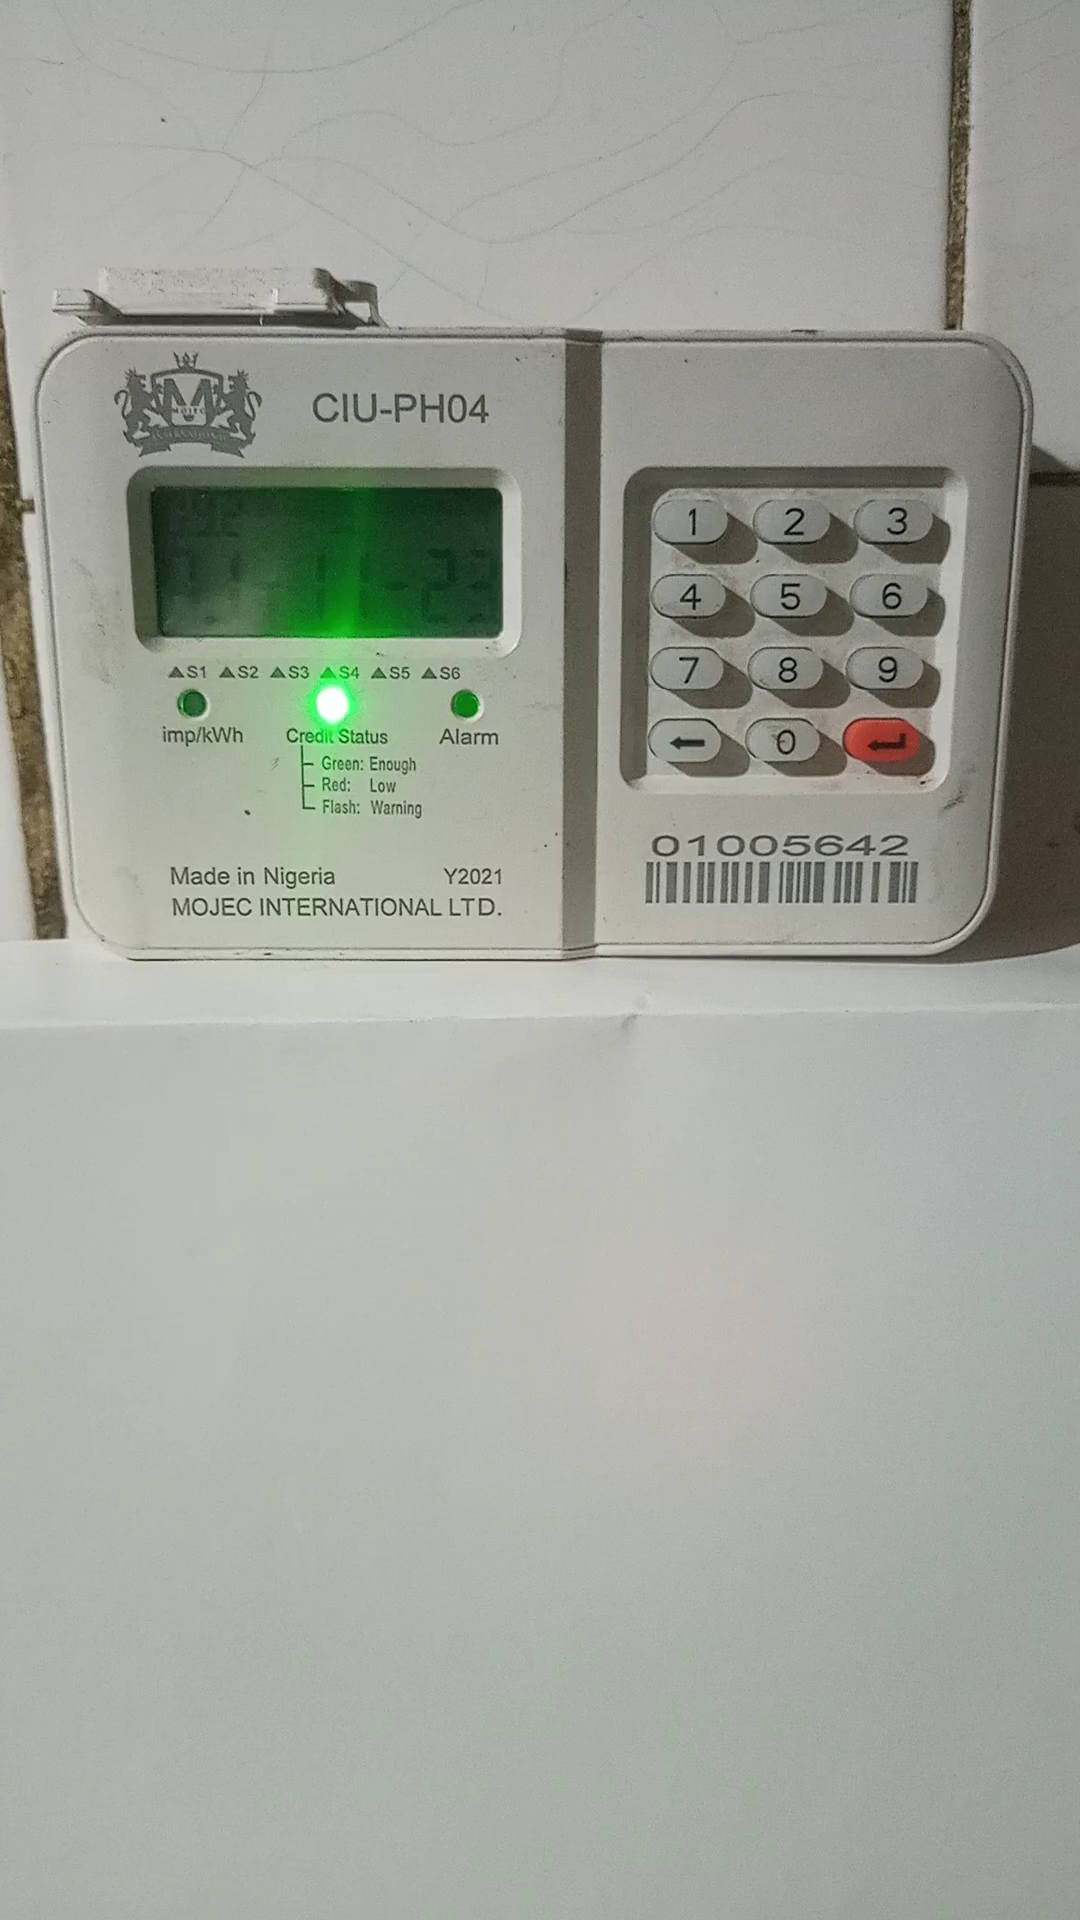 MOJEC
CIU-PH04
S1 S2 S3 S4 S5 S6
imp/kWh Credit Status Alarm
Green: Enough
Red: Low
Flash: Warning
Made in Nigeria Y2021
MOJEC INTERNATIONAL LTD.
1 2 3
4 5 6
7 8 9
0
01005642